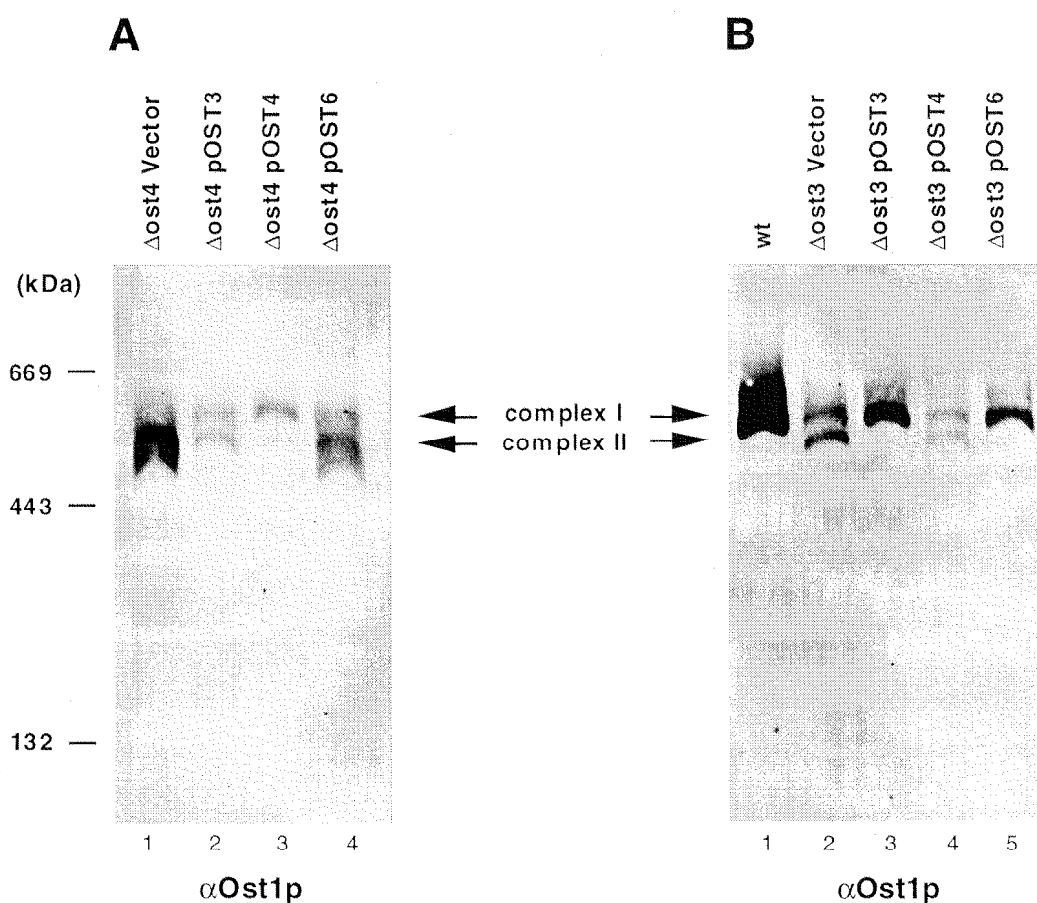 A
B
Δost4 Vector
Δost4 pOST3
Δost4 pOST4
Δost4 pOST6
wt
Δost3 Vector
Δost3 pOST3
Δost3 pOST4
Δost3 pOST6
(kDa)
669
complex I
complex II
443
132
1 2 3 4
1 2 3 4 5
αOst1p
αOst1p